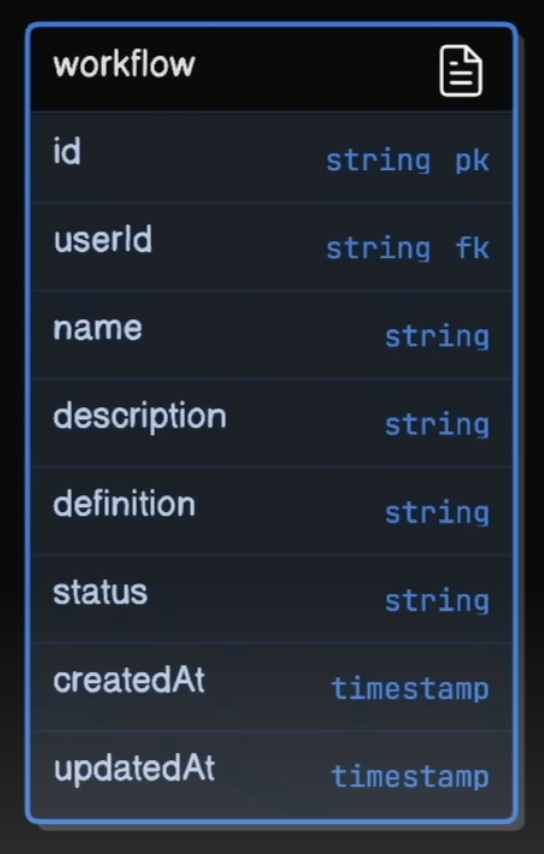 workflow
id string pk
userId string fk
name string
description string
definition string
status string
createdAt timestamp
updatedAt timestamp